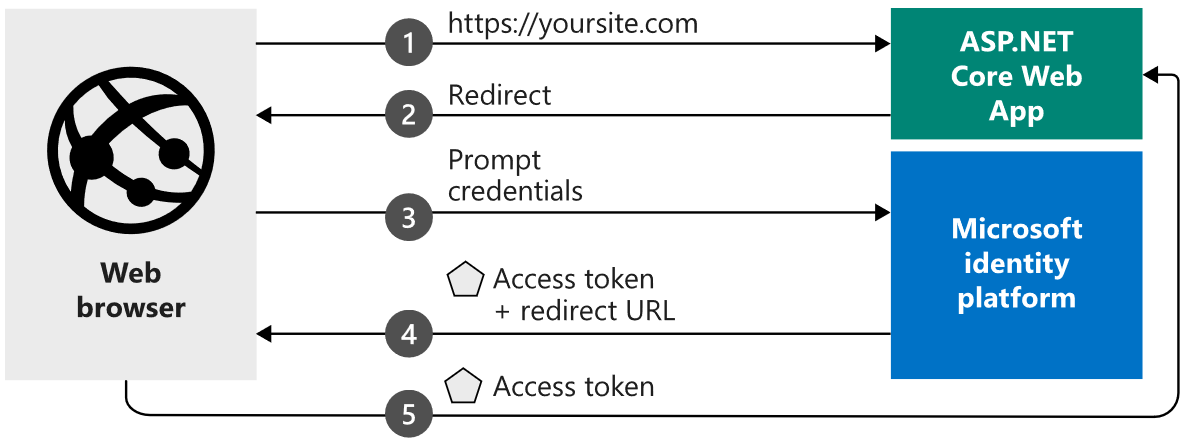 1
https://yoursite.com
ASP.NET
Core Web
App
2
Redirect
3
Prompt
credentials
Microsoft
identity
platform
Web
browser
4
Access token
+ redirect URL
5
Access token